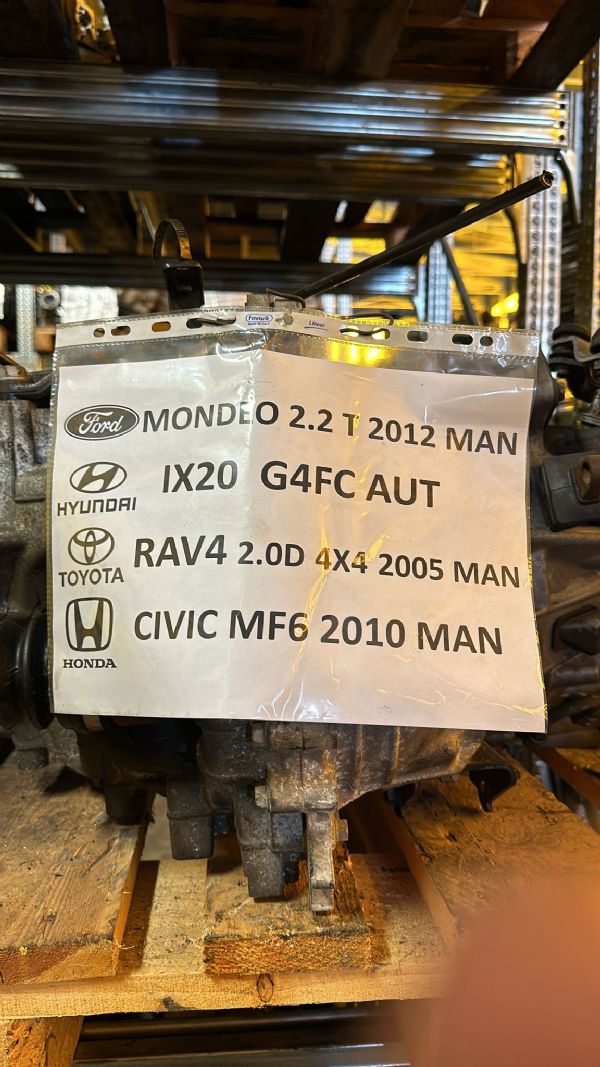 Favorit
Ford MONDEO 2.2 T 2012 MAN
HYUNDAI IX20 G4FC AUT
TOYOTA RAV4 2.0D 4X4 2005 MAN
HONDA CIVIC MF6 2010 MAN